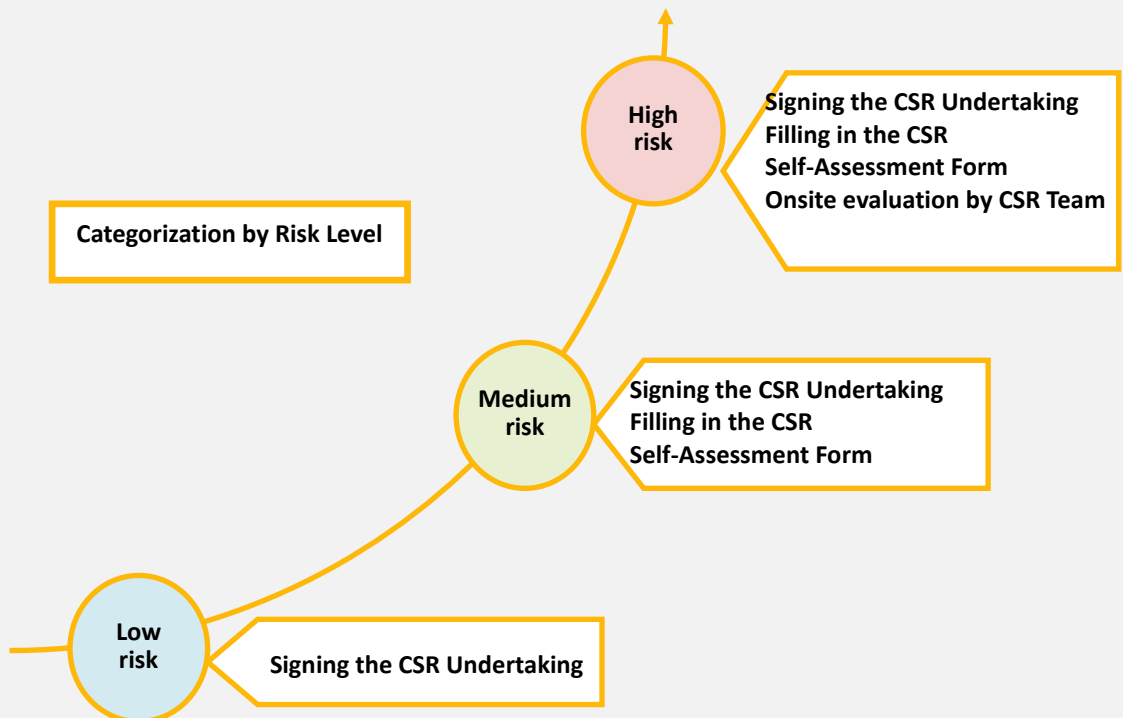 High
risk
Signing the CSR Undertaking
Filling in the CSR
Self-Assessment Form
Onsite evaluation by CSR Team
Categorization by Risk Level
Medium
risk
Signing the CSR Undertaking
Filling in the CSR
Self-Assessment Form
Low
risk
Signing the CSR Undertaking